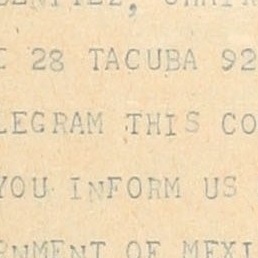 28 TACUBA 92
LEGRAM THIS CO
YOU INFORM US
RNMENT OF MEXI